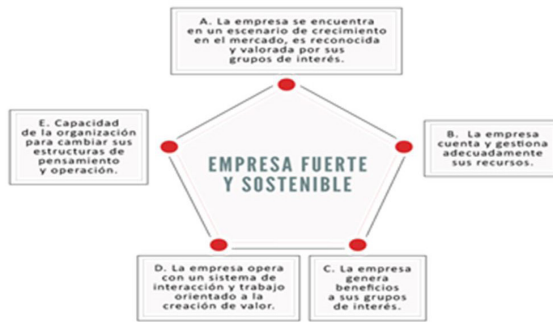 A. La empresa se encuentra
en un escenario de crecimiento
en el mercado, es reconocida
y valorada por sus
grupos de interés.
E. Capacidad
de la organización
para cambiar sus
estructuras de
pensamiento
y operación.
EMPRESA FUERTE
Y SOSTENIBLE
B. La empresa
cuenta y gestiona
adecuadamente
sus recursos.
D. La empresa opera
con un sistema de
interacción y trabajo
orientado a la
creación de valor.
C. La empresa
genera
beneficios
a sus grupos
de interés.